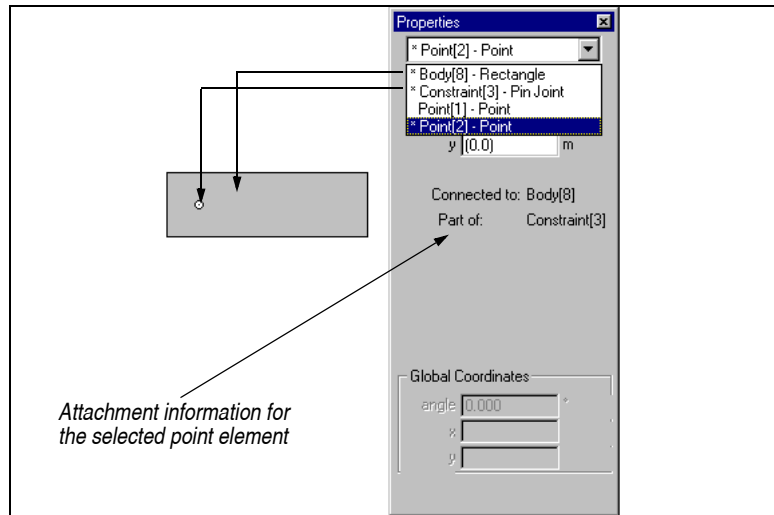 Properties
* Point[2] - Point
* Body[8] - Rectangle
* Constraint[3] - Pin Joint
Point[1] - Point
* Point[2] - Point
y (0.0) m
Connected to: Body[8]
Part of: Constraint[3]
Attachment information for
the selected point element
Global Coordinates
angle 0.000 °
x
y